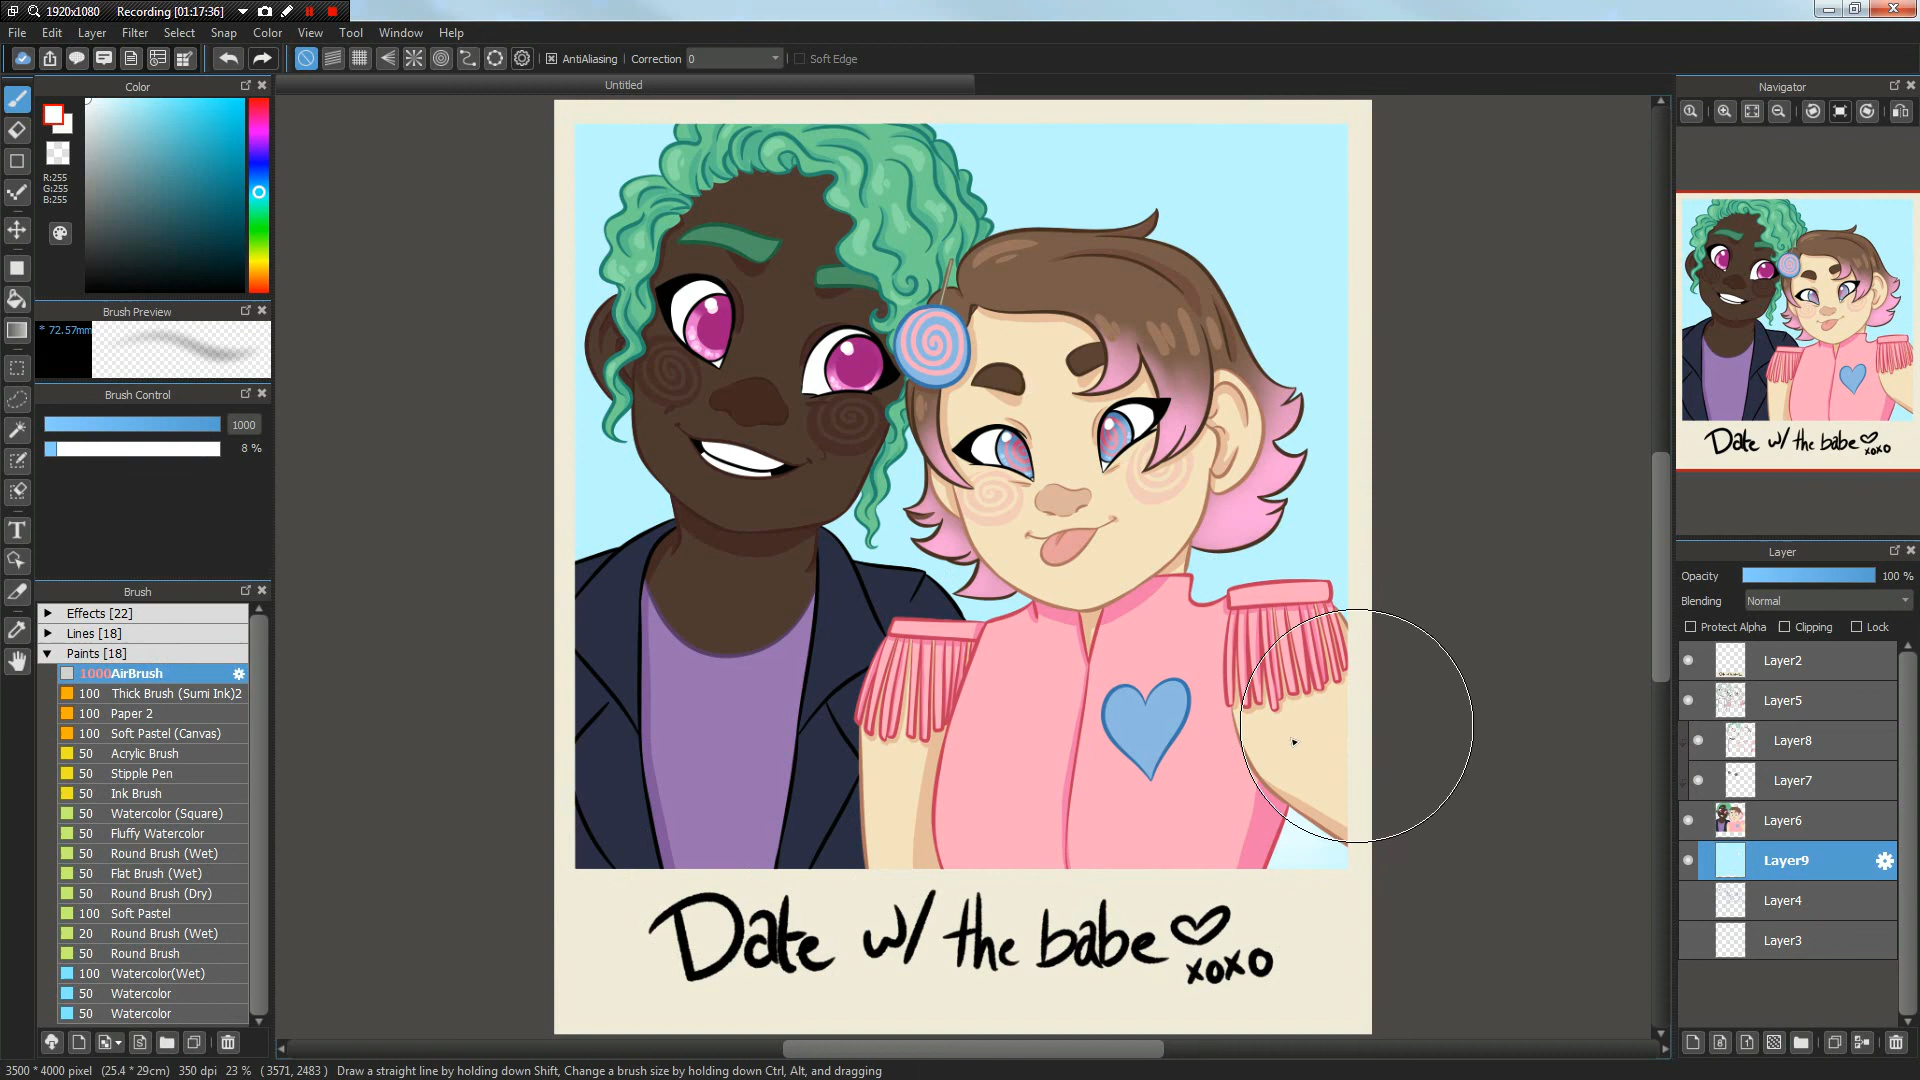 1920x1080 Recording [01:17:36]
File Edit Layer Filter Select Snap Color View Tool Window Help
AntiAliasing Correction 0 Soft Edge
Color
Untitled
Navigator
R:255
G:255
B:255
Brush Preview
* 72.57mm
Brush Control
1000
8 %
Brush
Effects [22]
Lines [18]
Paints [18]
1000 AirBrush
100 Thick Brush (Sumi Ink)2
100 Paper 2
100 Soft Pastel (Canvas)
50 Acrylic Brush
50 Stipple Pen
50 Ink Brush
50 Watercolor (Square)
50 Fluffy Watercolor
50 Round Brush (Wet)
50 Flat Brush (Wet)
50 Round Brush (Dry)
100 Soft Pastel
20 Round Brush (Wet)
50 Round Brush
100 Watercolor(Wet)
50 Watercolor
50 Watercolor
Date w/ the babe
xoxo
Date w/ the babe
xoxo
Layer
Opacity 100 %
Blending Normal
Protect Alpha Clipping Lock
Layer2
Layer5
Layer8
Layer7
Layer6
Layer9
Layer4
Layer3
3500 * 4000 pixel (25.4 * 29cm) 350 dpi 23 % ( 3571, 2483 ) Draw a straight line by holding down Shift, Change a brush size by holding down Ctrl, Alt, and dragging